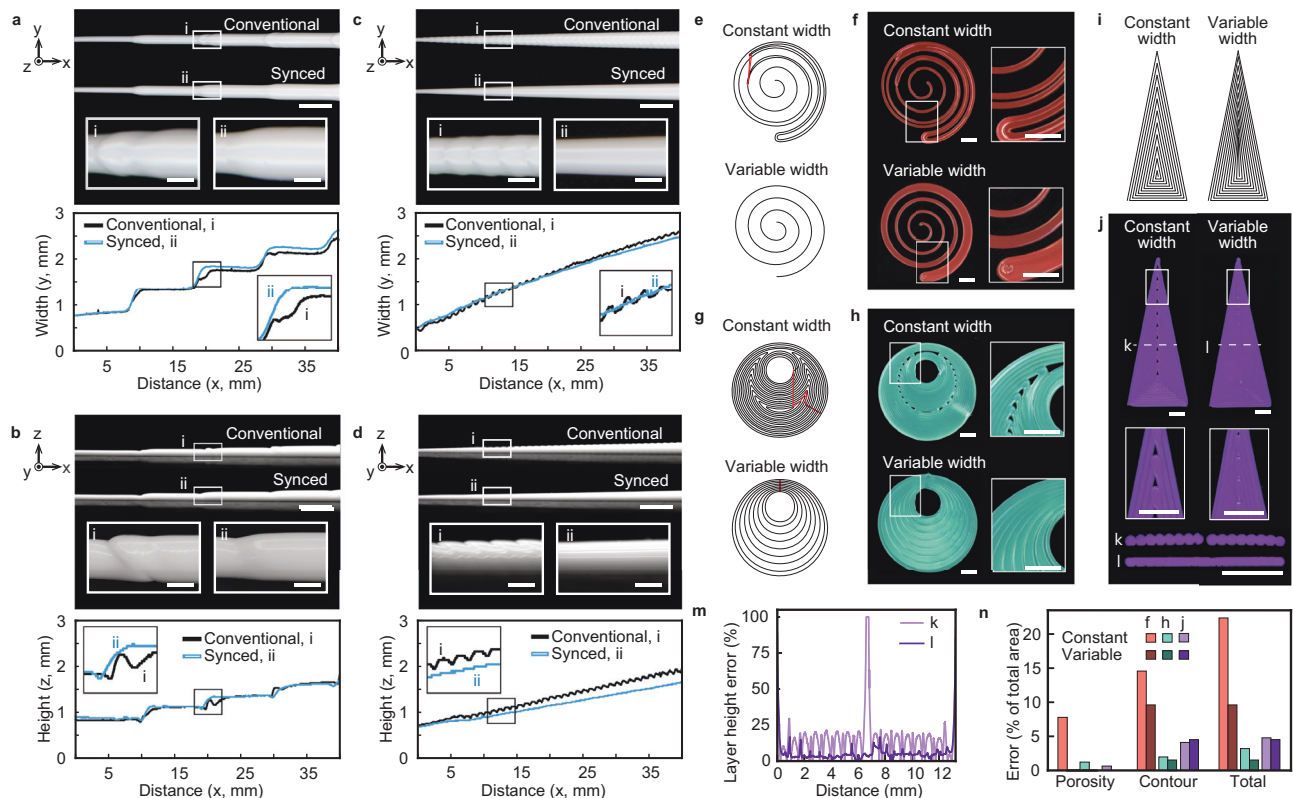 a
y
z
x
Conventional
i
Synced
ii
i
ii
3
2
1
0
Width (y, mm)
Conventional, i
Synced, ii
ii
i
5
15
25
35
Distance (x, mm)
b
z
y
x
Conventional
i
Synced
ii
i
ii
3
2
1
0
Height (z, mm)
Conventional, i
Synced, ii
ii
i
5
15
25
35
Distance (x, mm)
c
y
z
x
Conventional
i
Synced
ii
i
ii
3
2
1
0
Width (y, mm)
Conventional, i
Synced, ii
i
ii
5
10
15
20
25
30
35
Distance (x, mm)
d
z
y
x
Conventional
i
Synced
ii
i
ii
3
2
1
0
Height (z, mm)
Conventional, i
Synced, ii
i
ii
5
15
25
35
Distance (x, mm)
e
Constant width
Variable width
f
Constant width
Variable width
g
Constant width
Variable width
h
Constant width
Variable width
i
Constant
width
Variable
width
j
Constant
width
Variable
width
k
l
k
l
m
100
75
50
25
0
Layer height error (%)
k
l
0
2
4
6
8
10
12
Distance (mm)
n
20
15
10
5
0
Error (% of total area)
f h j
Constant
Variable
Porosity
Contour
Total